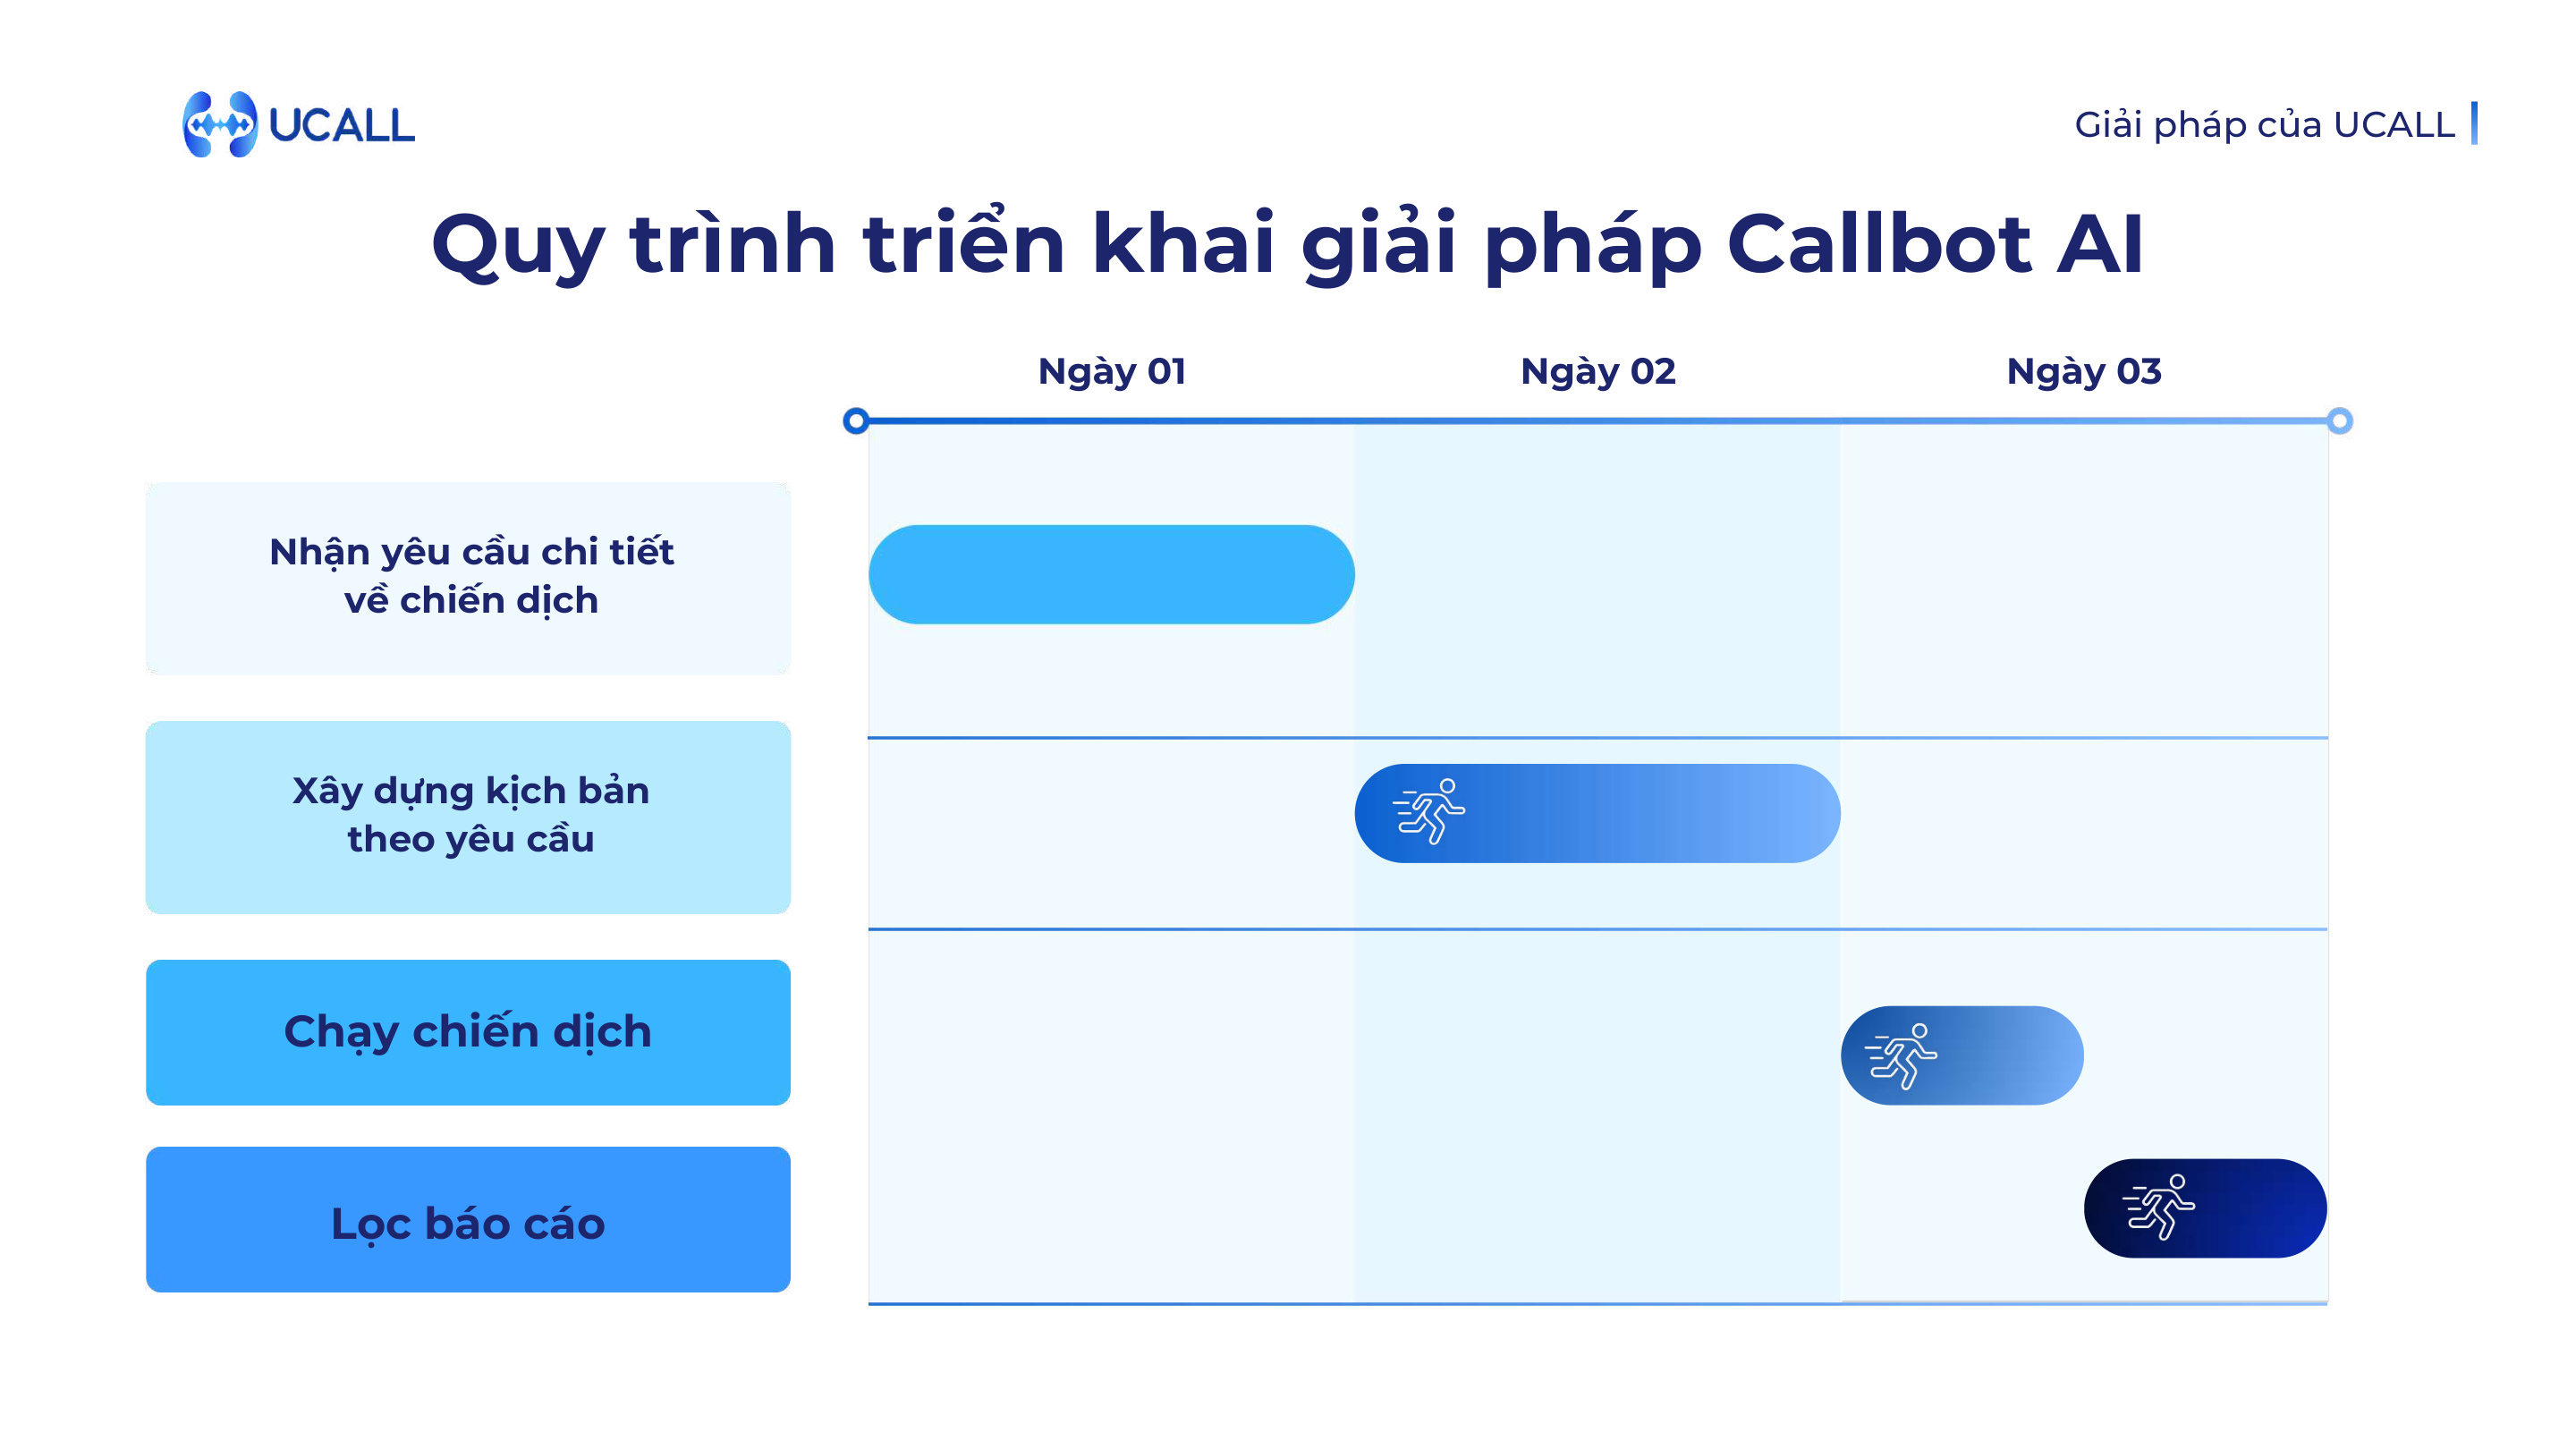 UCALL
Giải pháp của UCALL
Quy trình triển khai giải pháp Callbot AI
Ngày 01
Ngày 02
Ngày 03
Nhận yêu cầu chi tiết
về chiến dịch
Xây dựng kịch bản
theo yêu cầu
Chạy chiến dịch
Lọc báo cáo